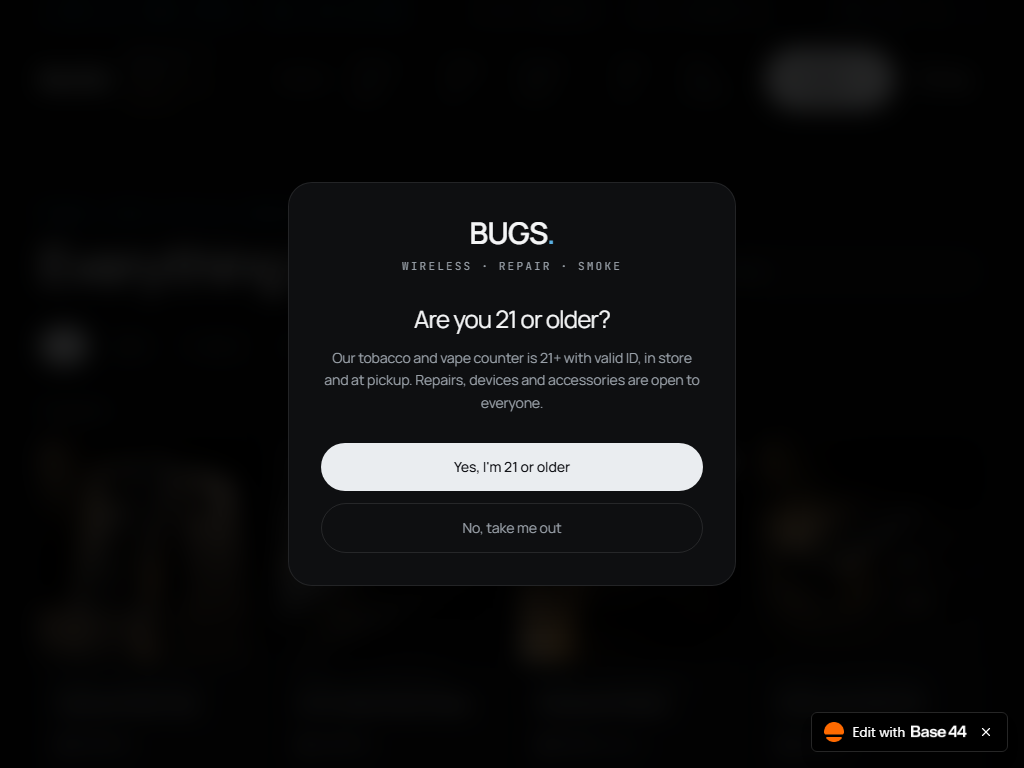 BUGS.
WIRELESS · REPAIR · SMOKE
Are you 21 or older?
Our tobacco and vape counter is 21+ with valid ID, in store
and at pickup. Repairs, devices and accessories are open to
everyone.
Yes, I'm 21 or older
No, take me out
Edit with Base44 ×